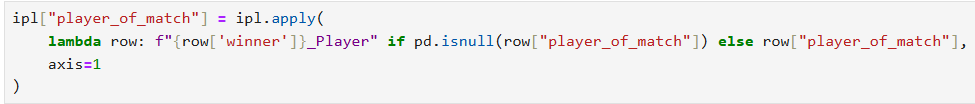 ipl["player_of_match"] = ipl.apply(
    lambda row: f"{row['winner']}_Player" if pd.isnull(row["player_of_match"]) else row["player_of_match"],
    axis=1
)